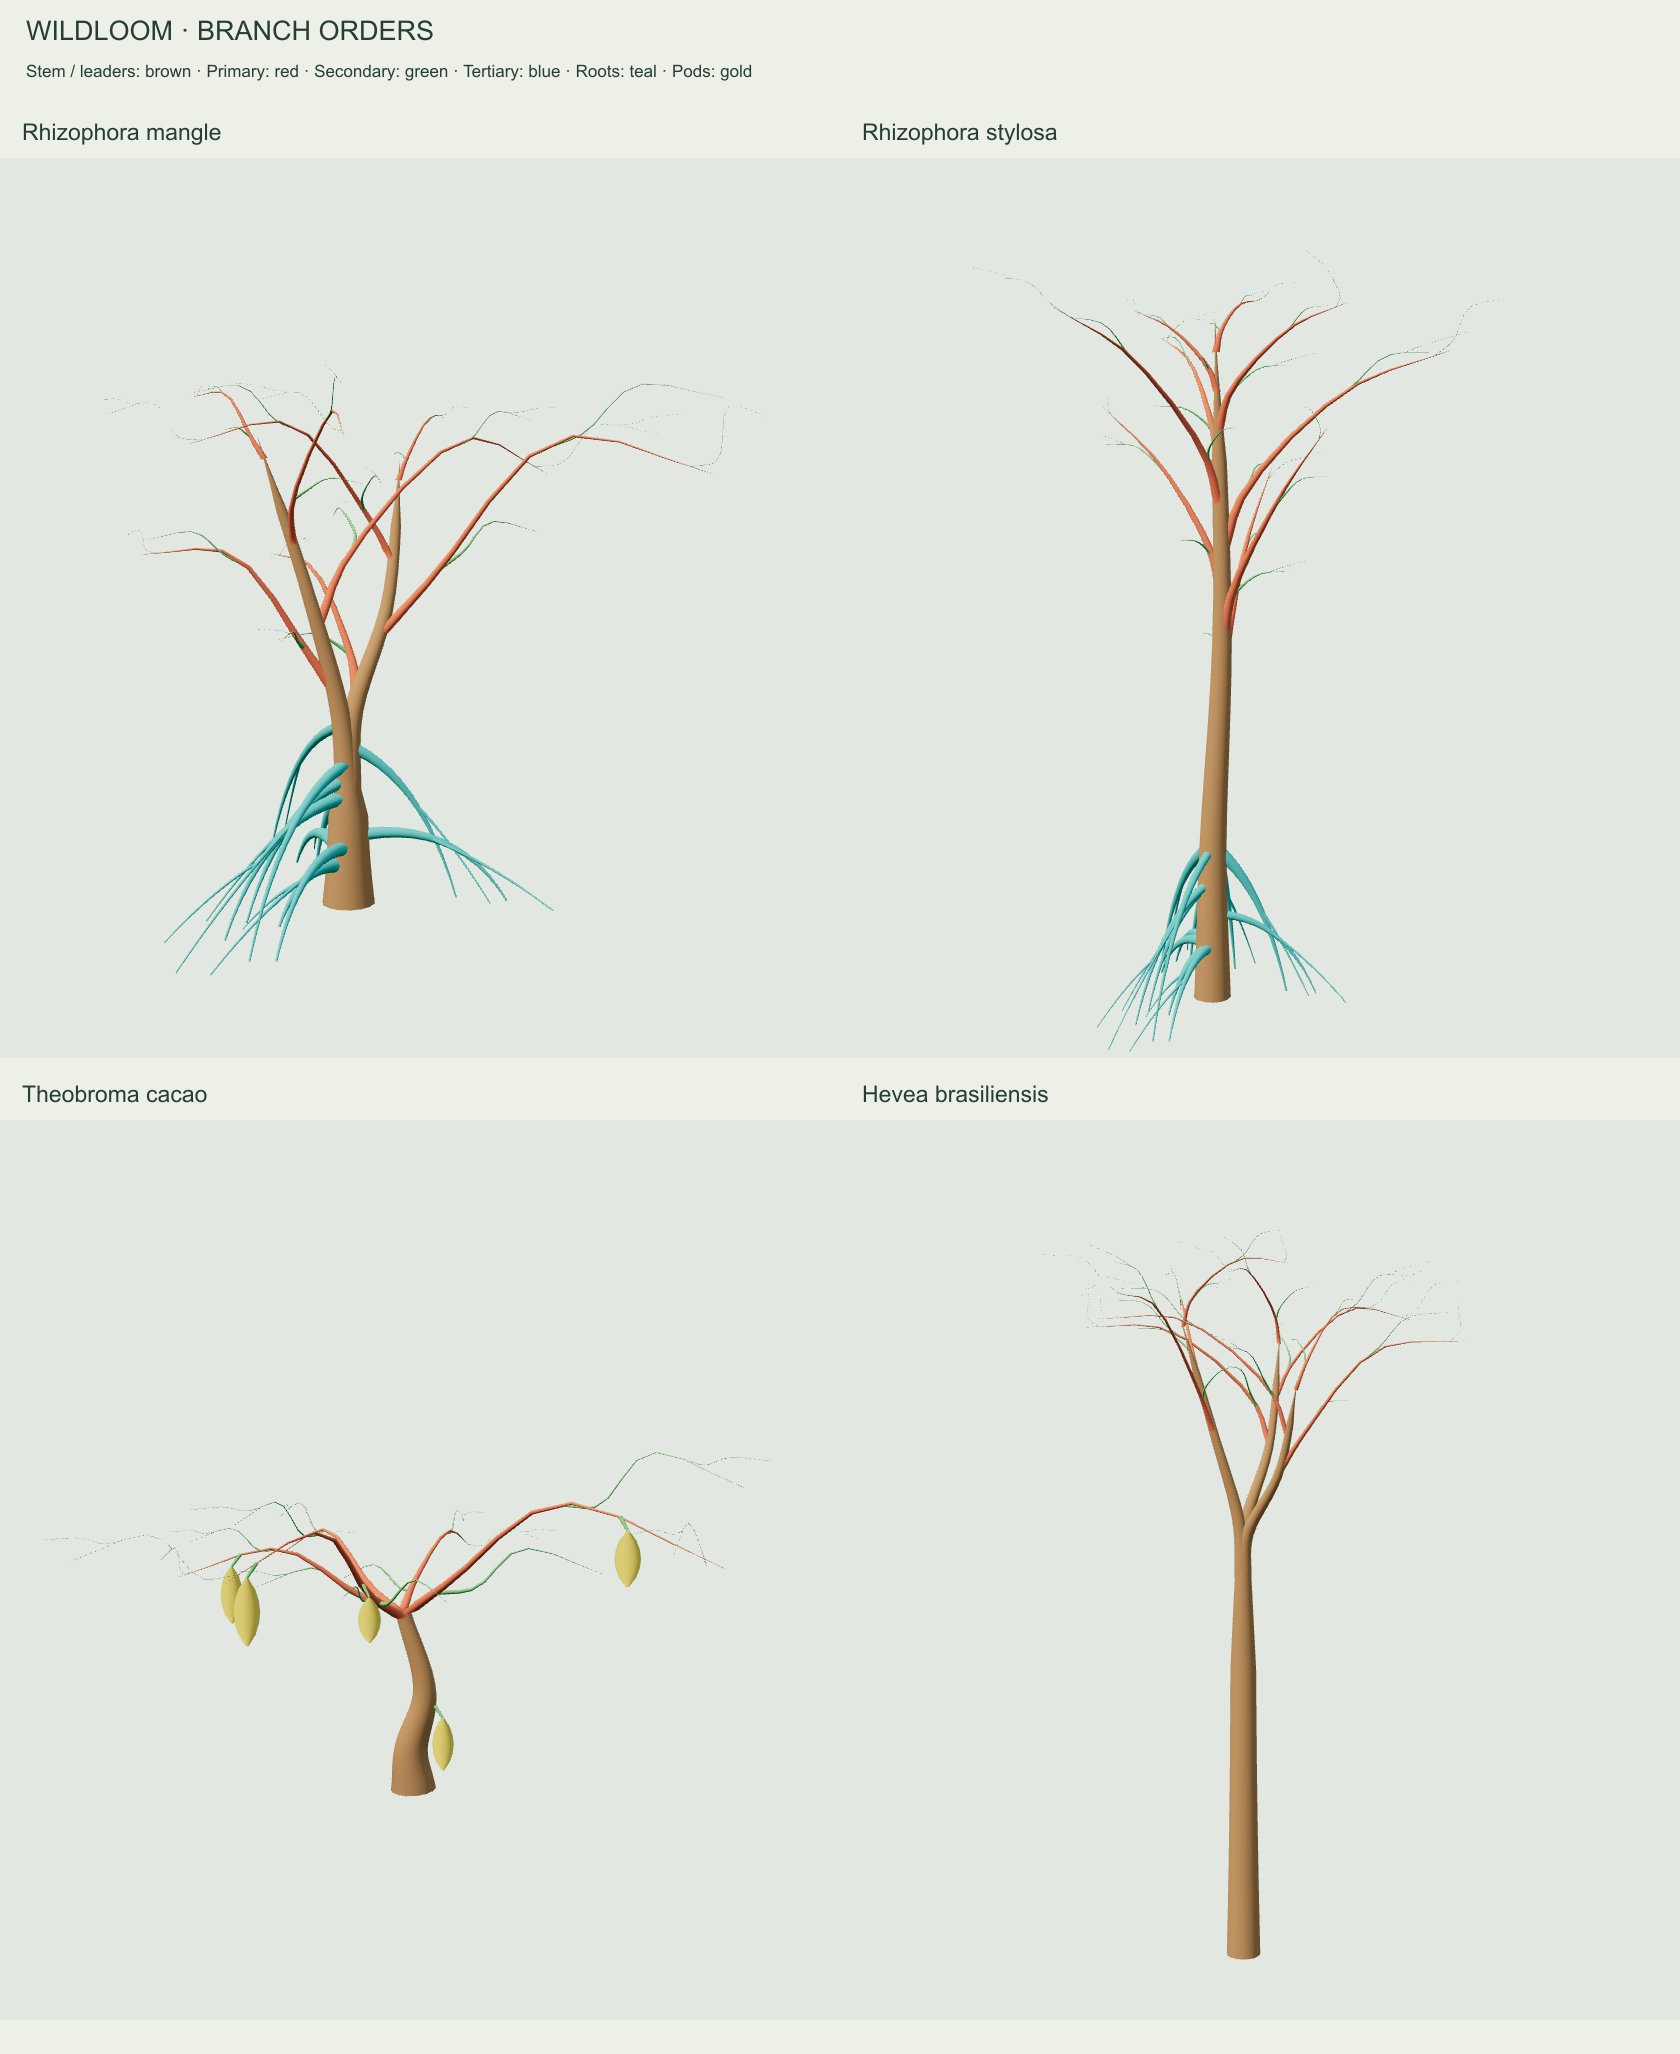 WILDLOOM · BRANCH ORDERS
Stem / leaders: brown · Primary: red · Secondary: green · Tertiary: blue · Roots: teal · Pods: gold
Rhizophora mangle
Rhizophora stylosa
Theobroma cacao
Hevea brasiliensis